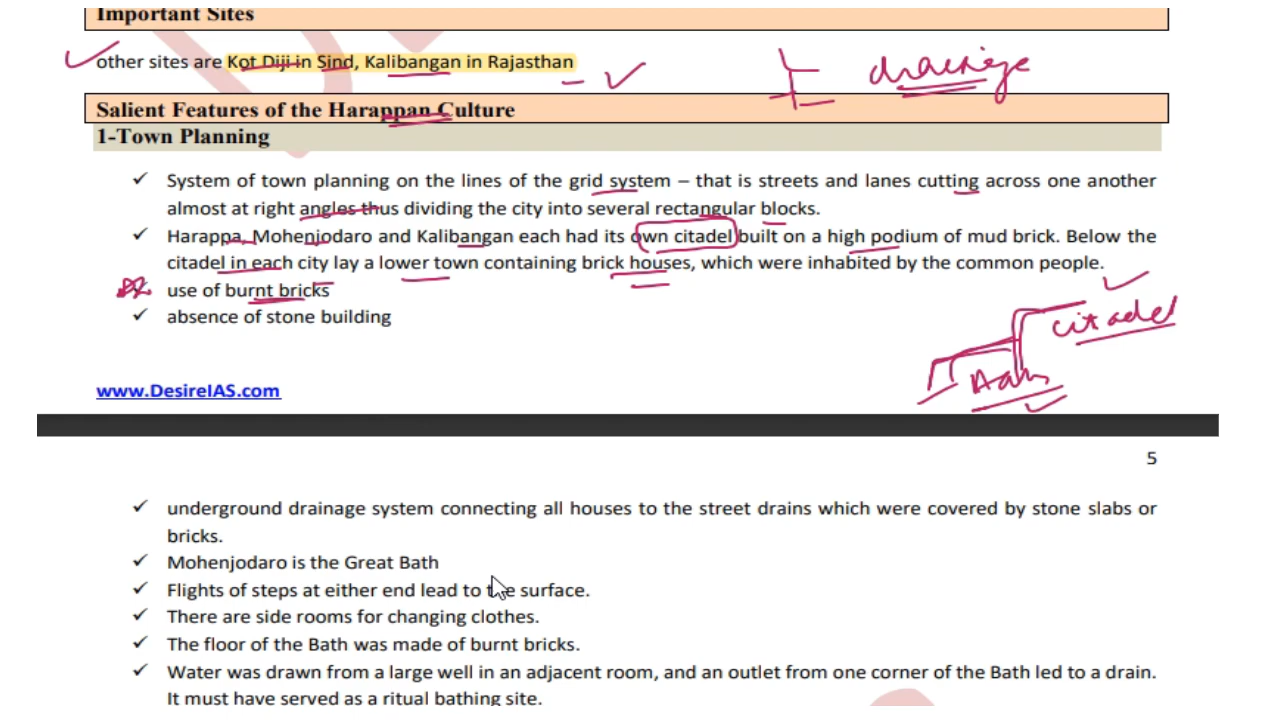 Important Sites
other sites are Kot Diji in Sind, Kalibangan in Rajasthan
drainege
Salient Features of the Harappan Culture
1-Town Planning
✓ System of town planning on the lines of the grid system – that is streets and lanes cutting across one another
almost at right angles thus dividing the city into several rectangular blocks.
✓ Harappa, Mohenjodaro and Kalibangan each had its own citadel built on a high podium of mud brick. Below the
citadel in each city lay a lower town containing brick houses, which were inhabited by the common people.
use of burnt bricks
✓ absence of stone building
citadel
www.DesireIAS.com
5
✓ underground drainage system connecting all houses to the street drains which were covered by stone slabs or
bricks.
✓ Mohenjodaro is the Great Bath
✓ Flights of steps at either end lead to the surface.
✓ There are side rooms for changing clothes.
✓ The floor of the Bath was made of burnt bricks.
✓ Water was drawn from a large well in an adjacent room, and an outlet from one corner of the Bath led to a drain.
It must have served as a ritual bathing site.